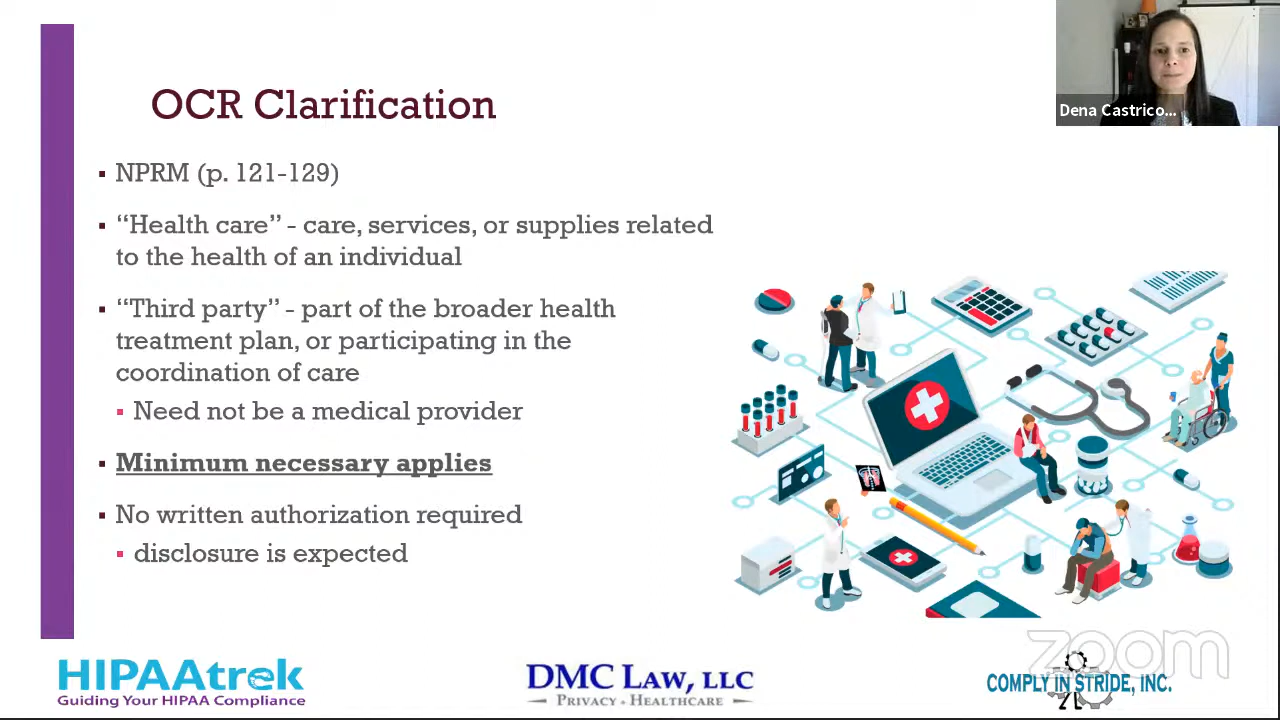 Dena Castrico...
OCR Clarification
▪ NPRM (p. 121-129)
▪ “Health care” - care, services, or supplies related
to the health of an individual
▪ “Third party” - part of the broader health
treatment plan, or participating in the
coordination of care
▪ Need not be a medical provider
▪ Minimum necessary applies
▪ No written authorization required
▪ disclosure is expected
zoom
HIPAAtrek
Guiding Your HIPAA Compliance
DMC LAW, LLC
PRIVACY • HEALTHCARE
COMPLY IN STRIDE, INC.